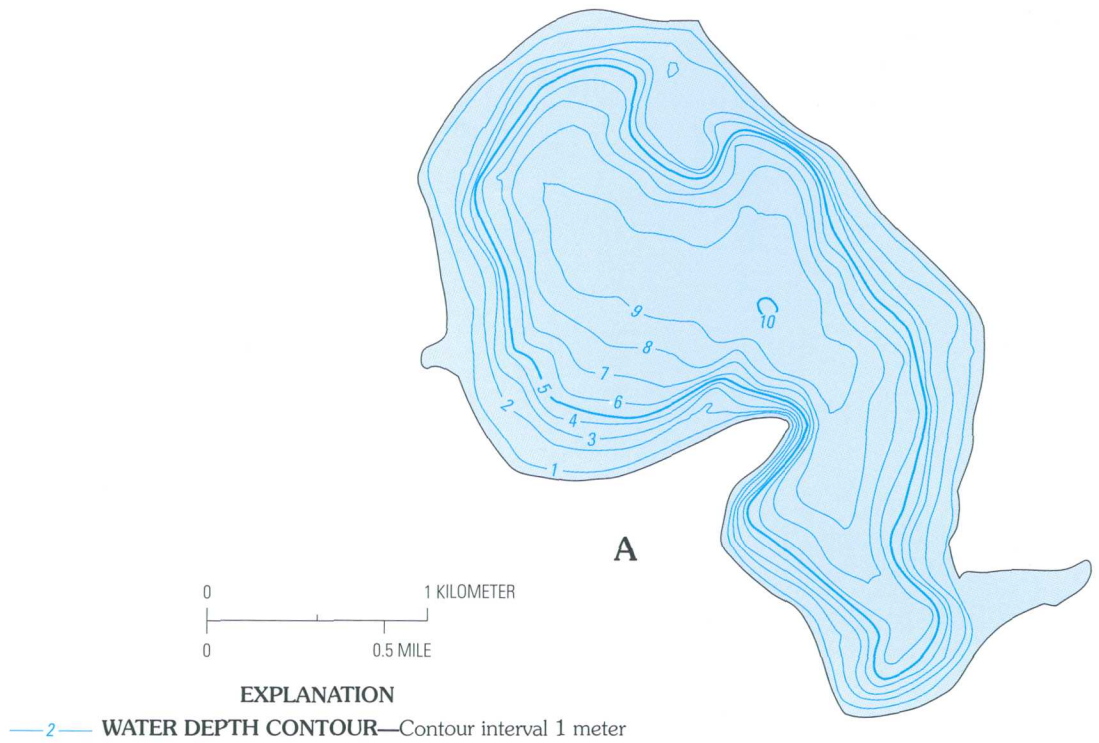 9
10
8
7
5
6
2
4
3
1
A
0 1 KILOMETER
0 0.5 MILE
EXPLANATION
2 WATER DEPTH CONTOUR—Contour interval 1 meter